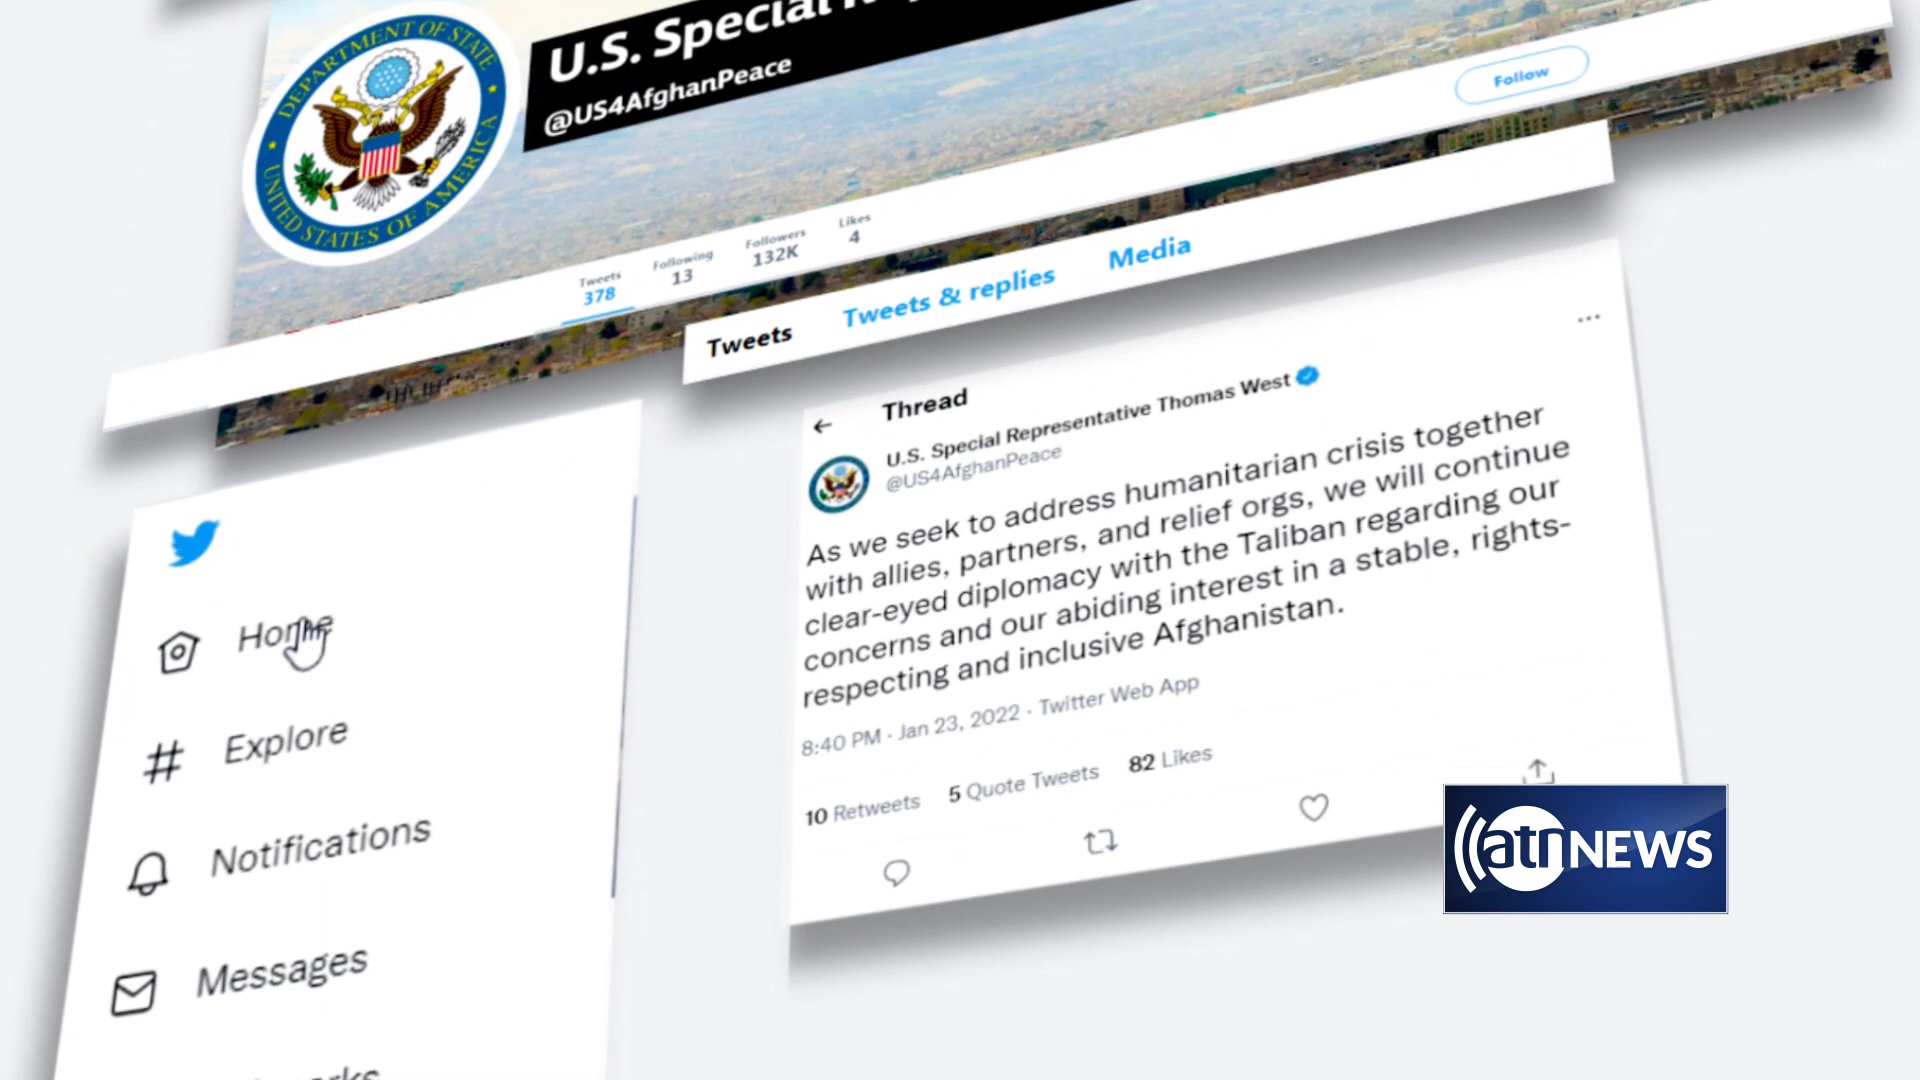 DEPARTMENT OF STATE
UNITED STATES OF AMERICA
U.S. Special
@US4AfghanPeace
Follow
Tweets
378
Following
13
Followers
132K
Likes
4
Tweets
Tweets & replies
Media
Thread
U.S. Special Representative Thomas West
@US4AfghanPeace
As we seek to address humanitarian crisis together
with allies, partners, and relief orgs, we will continue
clear-eyed diplomacy with the Taliban regarding our
concerns and our abiding interest in a stable, rights-
respecting and inclusive Afghanistan.
8:40 PM · Jan 23, 2022 · Twitter Web App
10 Retweets 5 Quote Tweets 82 Likes
Home
Explore
Notifications
Messages
atn NEWS